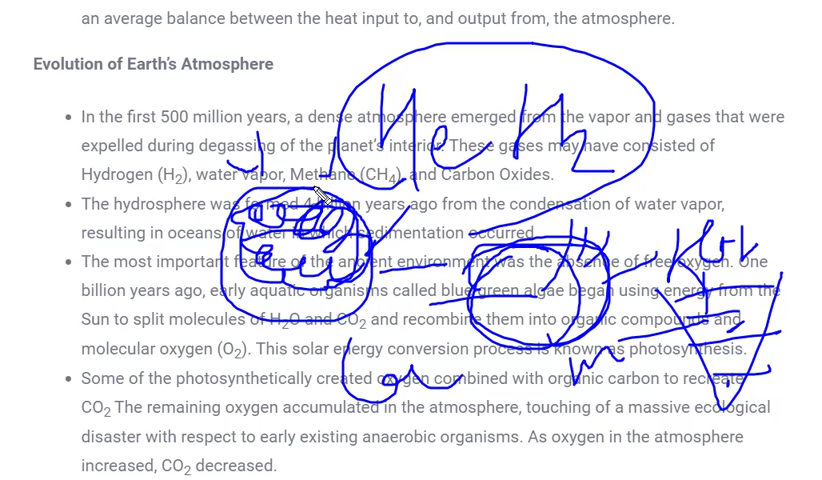 an average balance between the heat input to, and output from, the atmosphere.
Evolution of Earth's Atmosphere
In the first 500 million years, a dense atmosphere emerged from the vapor and gases that were
expelled during degassing of the planet's interior. These gases may have consisted of
Hydrogen (H2), water vapor, Methane (CH4), and Carbon Oxides.
The hydrosphere was formed 4 billion years ago from the condensation of water vapor,
resulting in oceans of water in which sedimentation occurred.
The most important feature of the ancient environment was the absence of free oxygen. One
billion years ago, early aquatic organisms called blue-green algae began using energy from the
Sun to split molecules of H2O and CO2 and recombine them into organic compounds and
molecular oxygen (O2). This solar energy conversion process is known as photosynthesis.
Some of the photosynthetically created oxygen combined with organic carbon to recreate
CO2 The remaining oxygen accumulated in the atmosphere, touching of a massive ecological
disaster with respect to early existing anaerobic organisms. As oxygen in the atmosphere
increased, CO2 decreased.